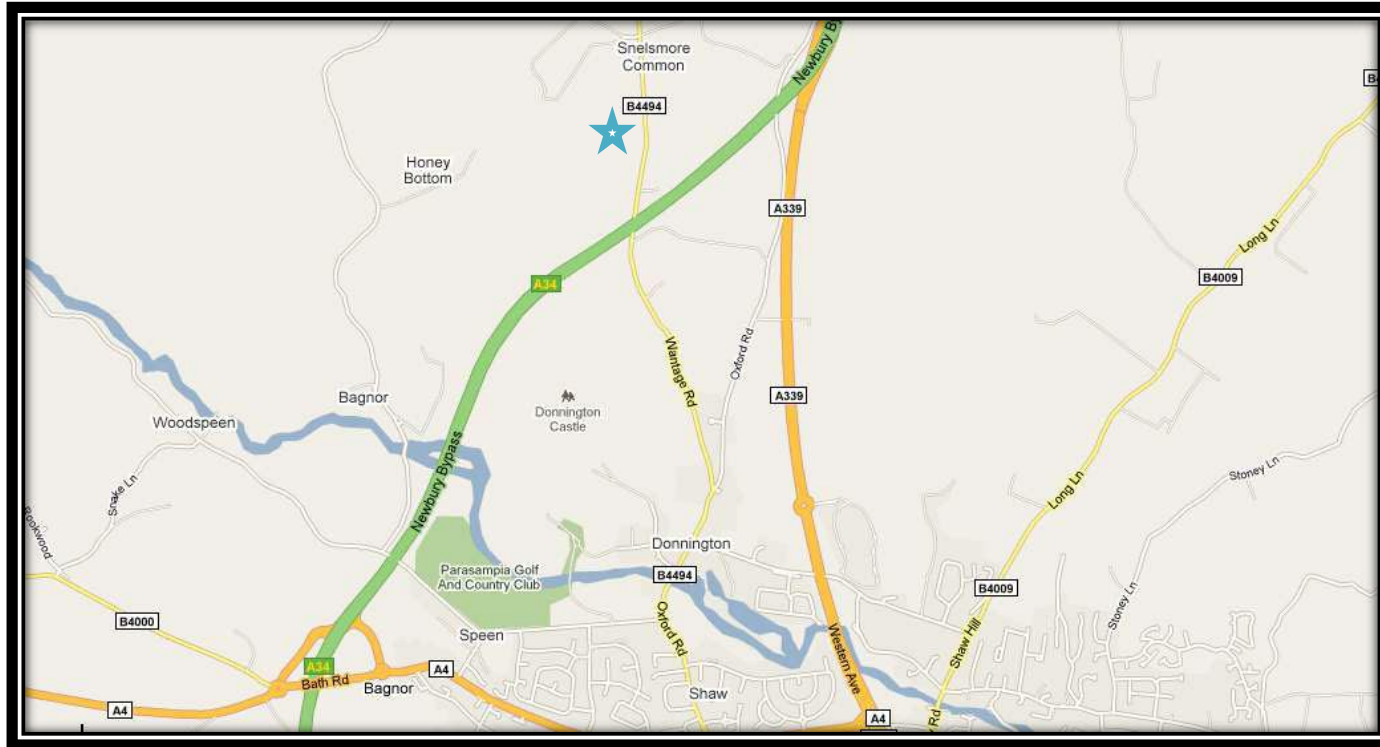 Snelsmore
Common
Newbury B
B4494
Honey
Bottom
A339
Long Ln
B4009
A34
Wantage Rd
Oxford Rd
A339
Bagnor
Donnington
Castle
Woodspeen
Newbury Bypass
Stoney Ln
Snake Ln
Long Ln
Rookwood
Donnington
Parasampia Golf
And Country Club
B4494
B4009
Stoney Ln
B4000
Oxford Rd
Speen
Western Ave
Shaw Hill
A34
A4
Bath Rd
Bagnor
Shaw
A4
A4
Rd